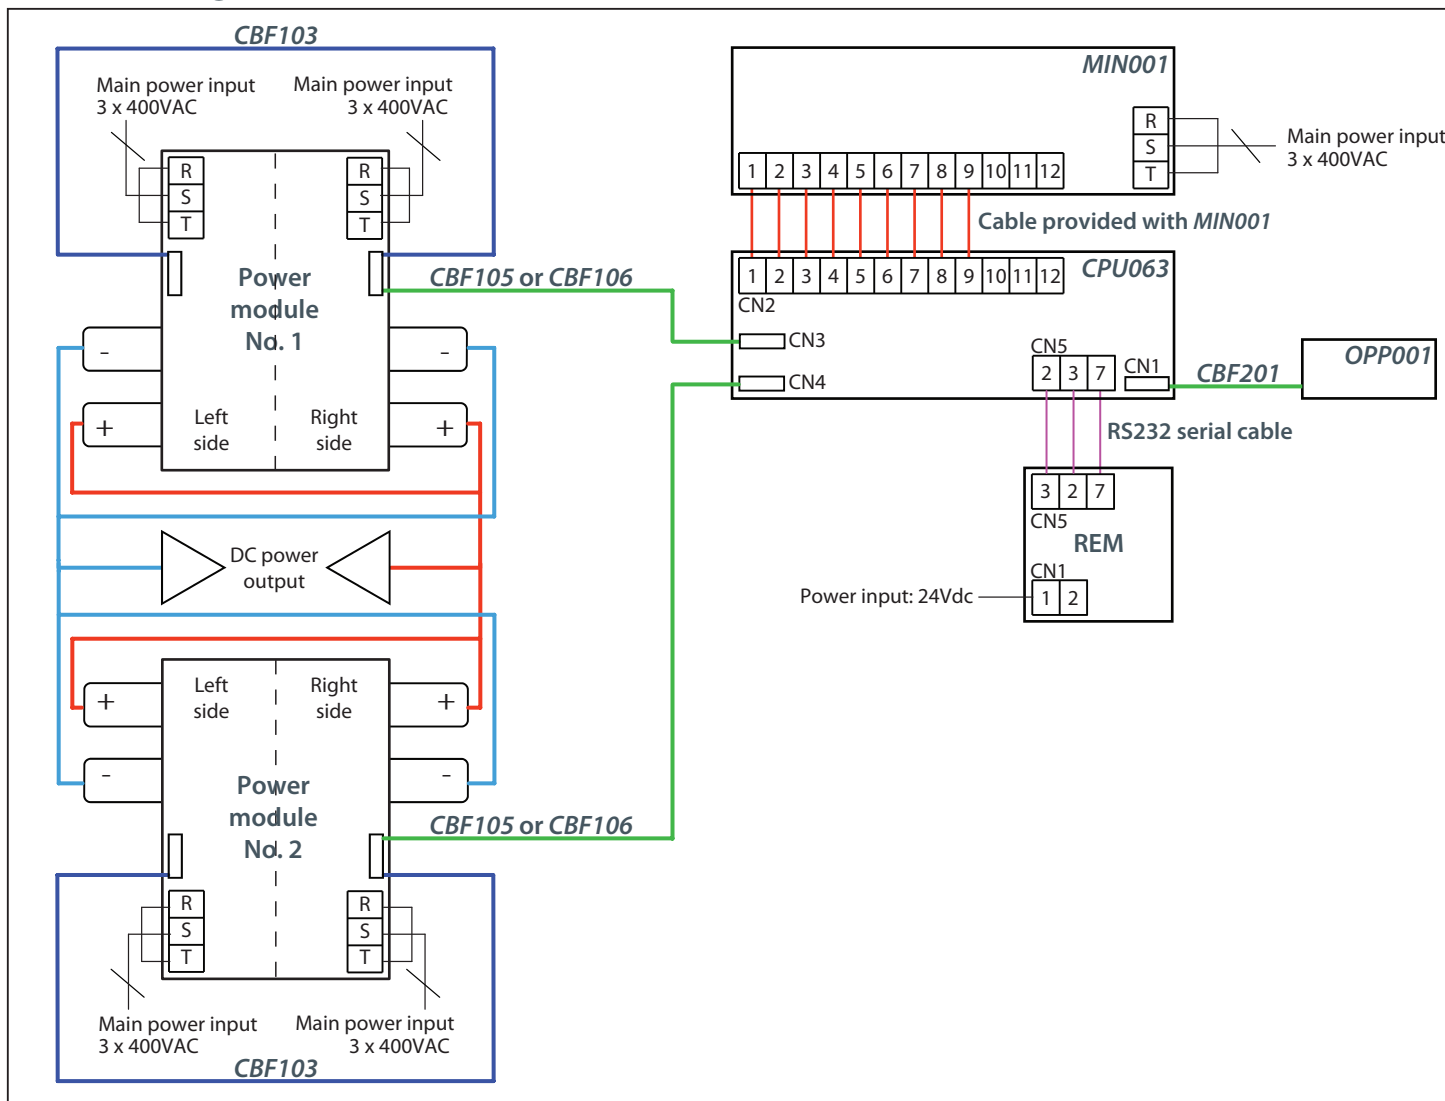 CBF103
Main power input
3 x 400VAC
Main power input
3 x 400VAC
R
S
T
R
S
T
Power
module
No. 1
-
-
+
+
Left
side
Right
side
DC power
output
+
+
Left
side
Right
side
-
-
Power
module
No. 2
R
S
T
R
S
T
Main power input
3 x 400VAC
Main power input
3 x 400VAC
CBF103
CBF105 or CBF106
CBF105 or CBF106
MIN001
R
S
T
Main power input
3 x 400VAC
1 2 3 4 5 6 7 8 9 10 11 12
Cable provided with MIN001
CPU063
1 2 3 4 5 6 7 8 9 10 11 12
CN2
CN3
CN4
CN5
2 3 7
CN1
CBF201
OPP001
RS232 serial cable
3 2 7
CN5
REM
CN1
1 2
Power input: 24Vdc